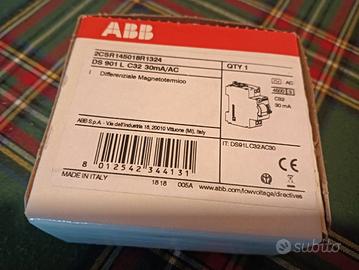 ABB
2CSR145018R1324
DS 901 L C32 30mA/AC
I Differenziale Magnetotermico
QTY 1
AC
4500 3
C32
30 mA
ABB S.p.A - Viale dell'Industria 18, 20010 Vittuone (MI), Italy
8 012542 344131
IT: DS91LC32AC30
MADE IN ITALY
1818 005A
www.abb.com/lowvoltage/directives
subito